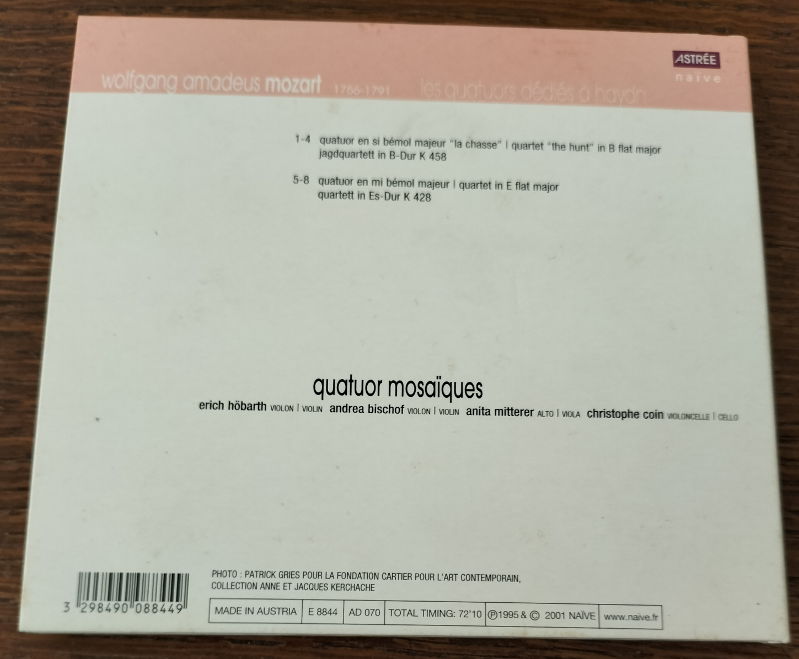 ASTRÉE
naïve
wolfgang amadeus mozart 1756-1791 les quatuors dédiés à haydn
1-4 quatuor en si bémol majeur "la chasse" | quartet "the hunt" in B flat major
jagdquartett in B-Dur K 458
5-8 quatuor en mi bémol majeur | quartet in E flat major
quartett in Es-Dur K 428
quatuor mosaïques
erich höbarth VIOLON | VIOLIN andrea bischof VIOLON | VIOLIN anita mitterer ALTO | VIOLA christophe coin VIOLONCELLE | CELLO
PHOTO : PATRICK GRIES POUR LA FONDATION CARTIER POUR L'ART CONTEMPORAIN,
COLLECTION ANNE ET JACQUES KERCHACHE
3 298490 088449
MADE IN AUSTRIA E 8844 AD 070 TOTAL TIMING: 72'10 ℗1995 & © 2001 NAÏVE www.naive.fr